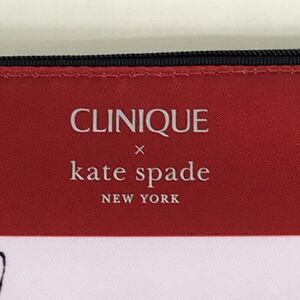 CLINIQUE
×
kate spade
NEW YORK